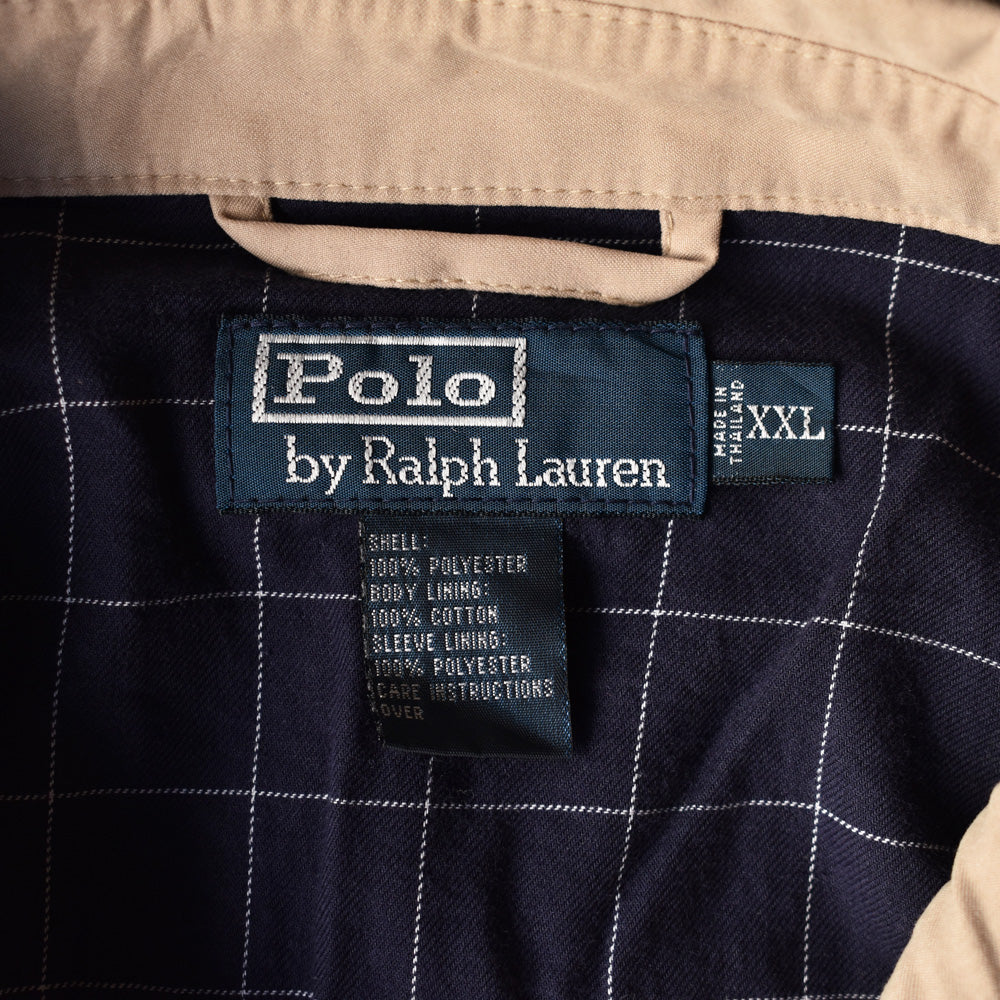 Polo
by Ralph Lauren
MADE IN
THAILAND
XXL
SHELL:
100% POLYESTER
BODY LINING:
100% COTTON
SLEEVE LINING:
100% POLYESTER
CARE INSTRUCTIONS
OVER